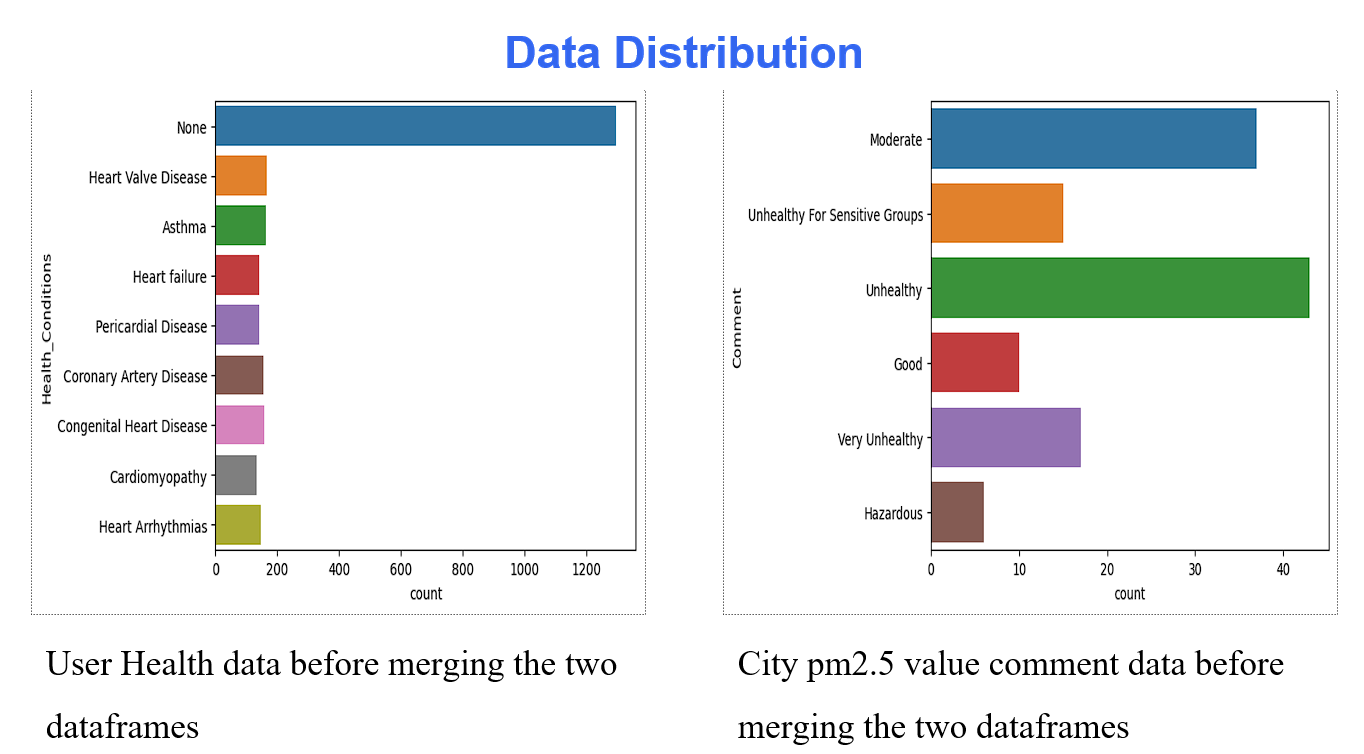 Data Distribution
Health_Conditions
None
Heart Valve Disease
Asthma
Heart failure
Pericardial Disease
Coronary Artery Disease
Congenital Heart Disease
Cardiomyopathy
Heart Arrhythmias
0 200 400 600 800 1000 1200
count
User Health data before merging the two
dataframes
Comment
Moderate
Unhealthy For Sensitive Groups
Unhealthy
Good
Very Unhealthy
Hazardous
0 10 20 30 40
count
City pm2.5 value comment data before
merging the two dataframes